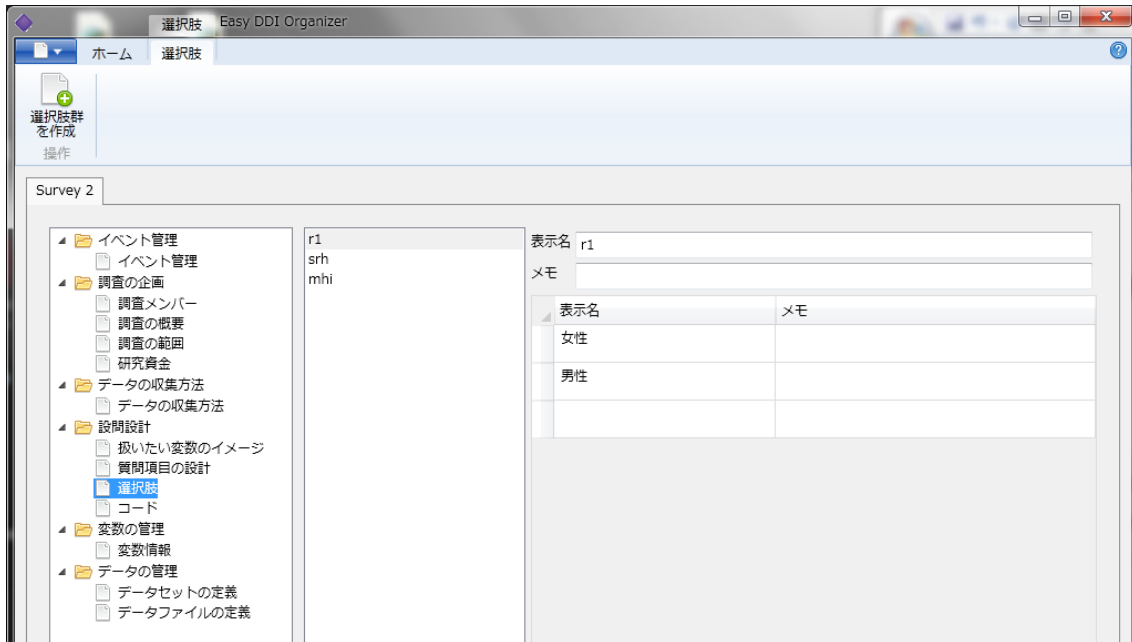 選択肢 Easy DDI Organizer
ホーム 選択肢
選択肢群
を作成
操作
Survey 2
イベント管理
イベント管理
調査の企画
調査メンバー
調査の概要
調査の範囲
研究資金
データの収集方法
データの収集方法
設問設計
扱いたい変数のイメージ
質問項目の設計
選択肢
コード
変数の管理
変数情報
データの管理
データセットの定義
データファイルの定義
r1
srh
mhi
表示名 r1
メモ
表示名 メモ
女性
男性